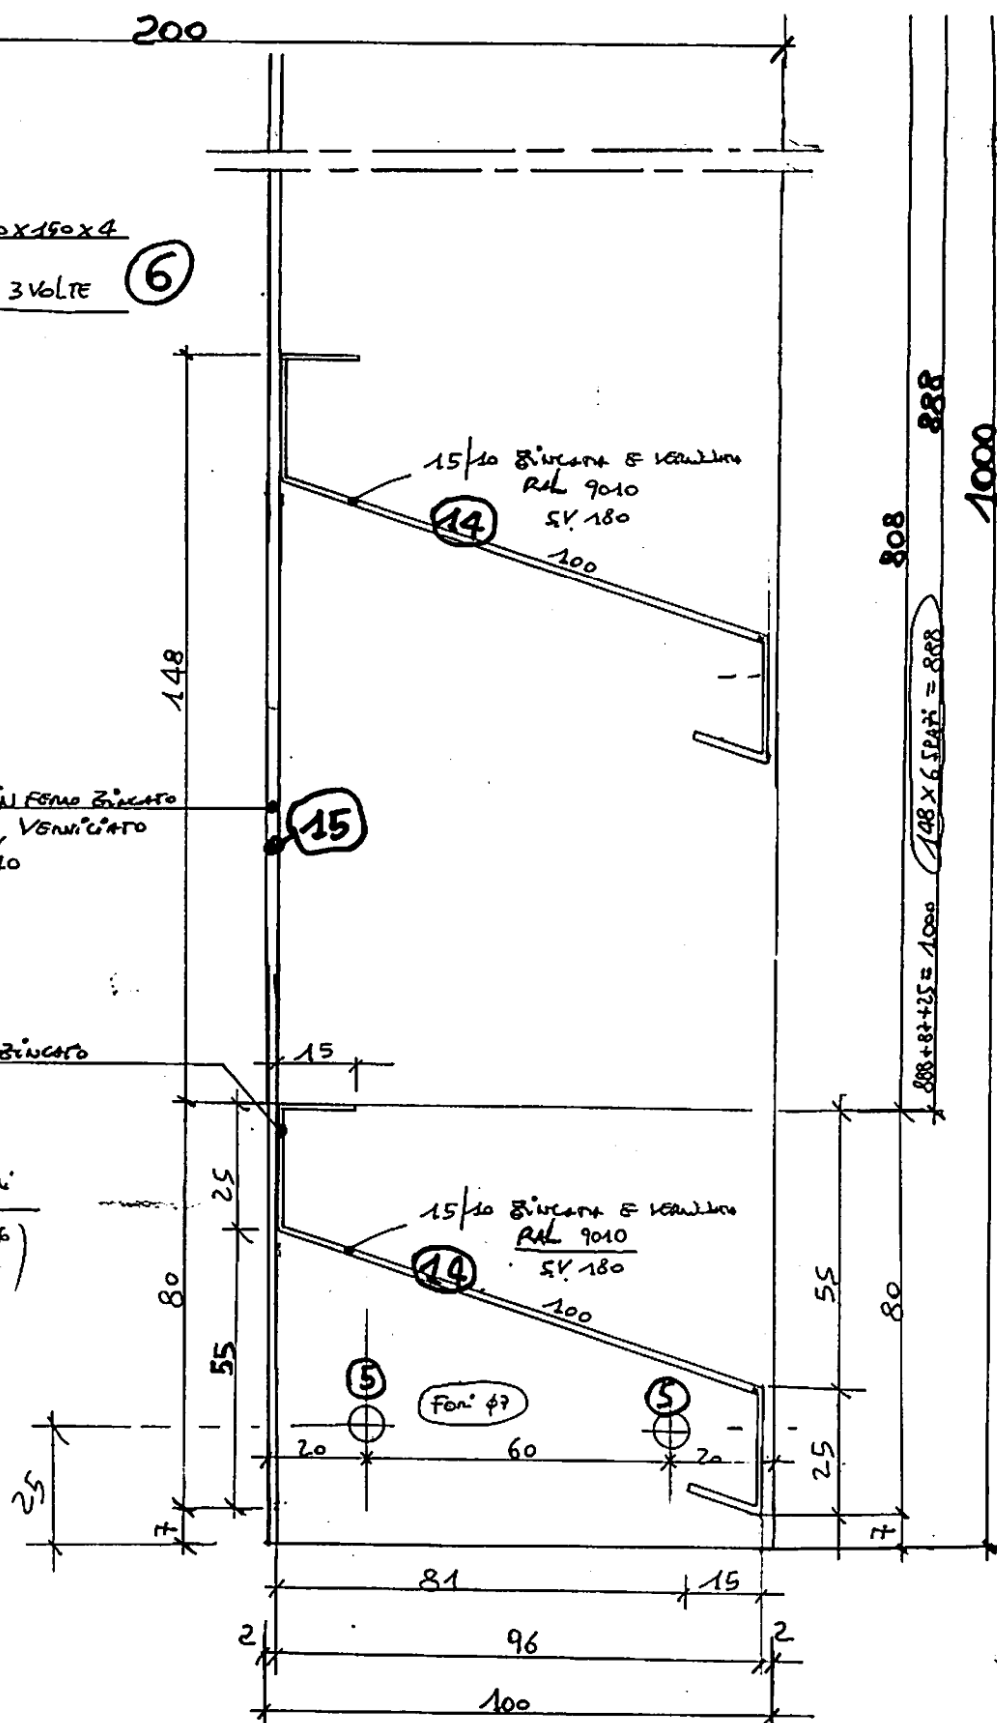 200
x150x4
3 VOLTE
6
15/10 ZINCATA E
RAL 9010
SV. 180
14
100
148
888
808
1000
148 X 6 SPAZI = 888
888+87+25= 1000
IN FERRO ZINCATO
VERNICIATO
15
ZINCATO
15
25
15/10 ZINCATA E
RAL 9010
SV 180
14
100
80
55
55
80
5
Fori φ7
5
20
60
20
25
25
7
7
81
15
2
96
2
100